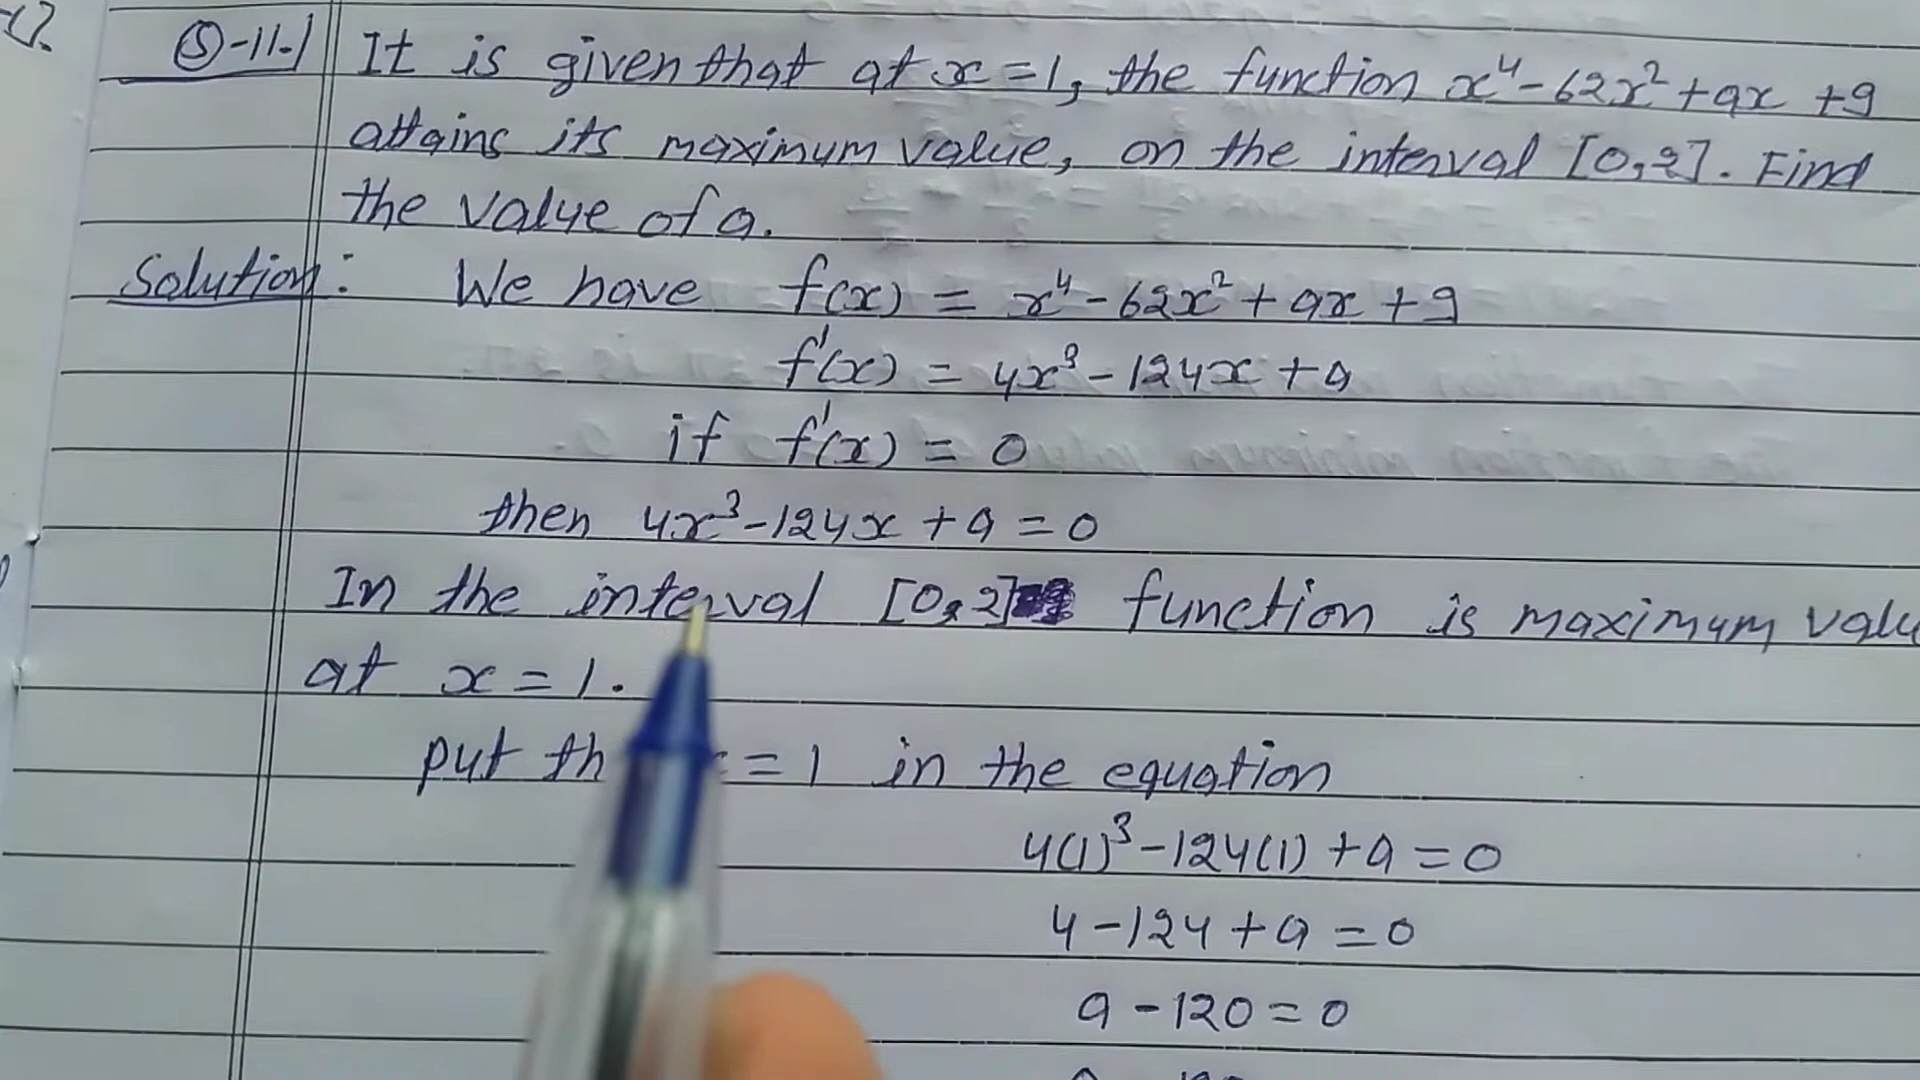 ⑤-11.| It is given that at x=1, the function x⁴-62x²+ax+9
attains its maximum value, on the interval [0,2]. Find
the value of a.
Solution: We have f(x) = x⁴-62x²+ax+9
f'(x) = 4x³-124x+a
if f'(x) = 0
then 4x³-124x+a=0
In the interval [0,2] function is maximum valu
at x=1.
put th =1 in the equation
4(1)³-124(1)+a=0
4-124+a=0
a-120=0